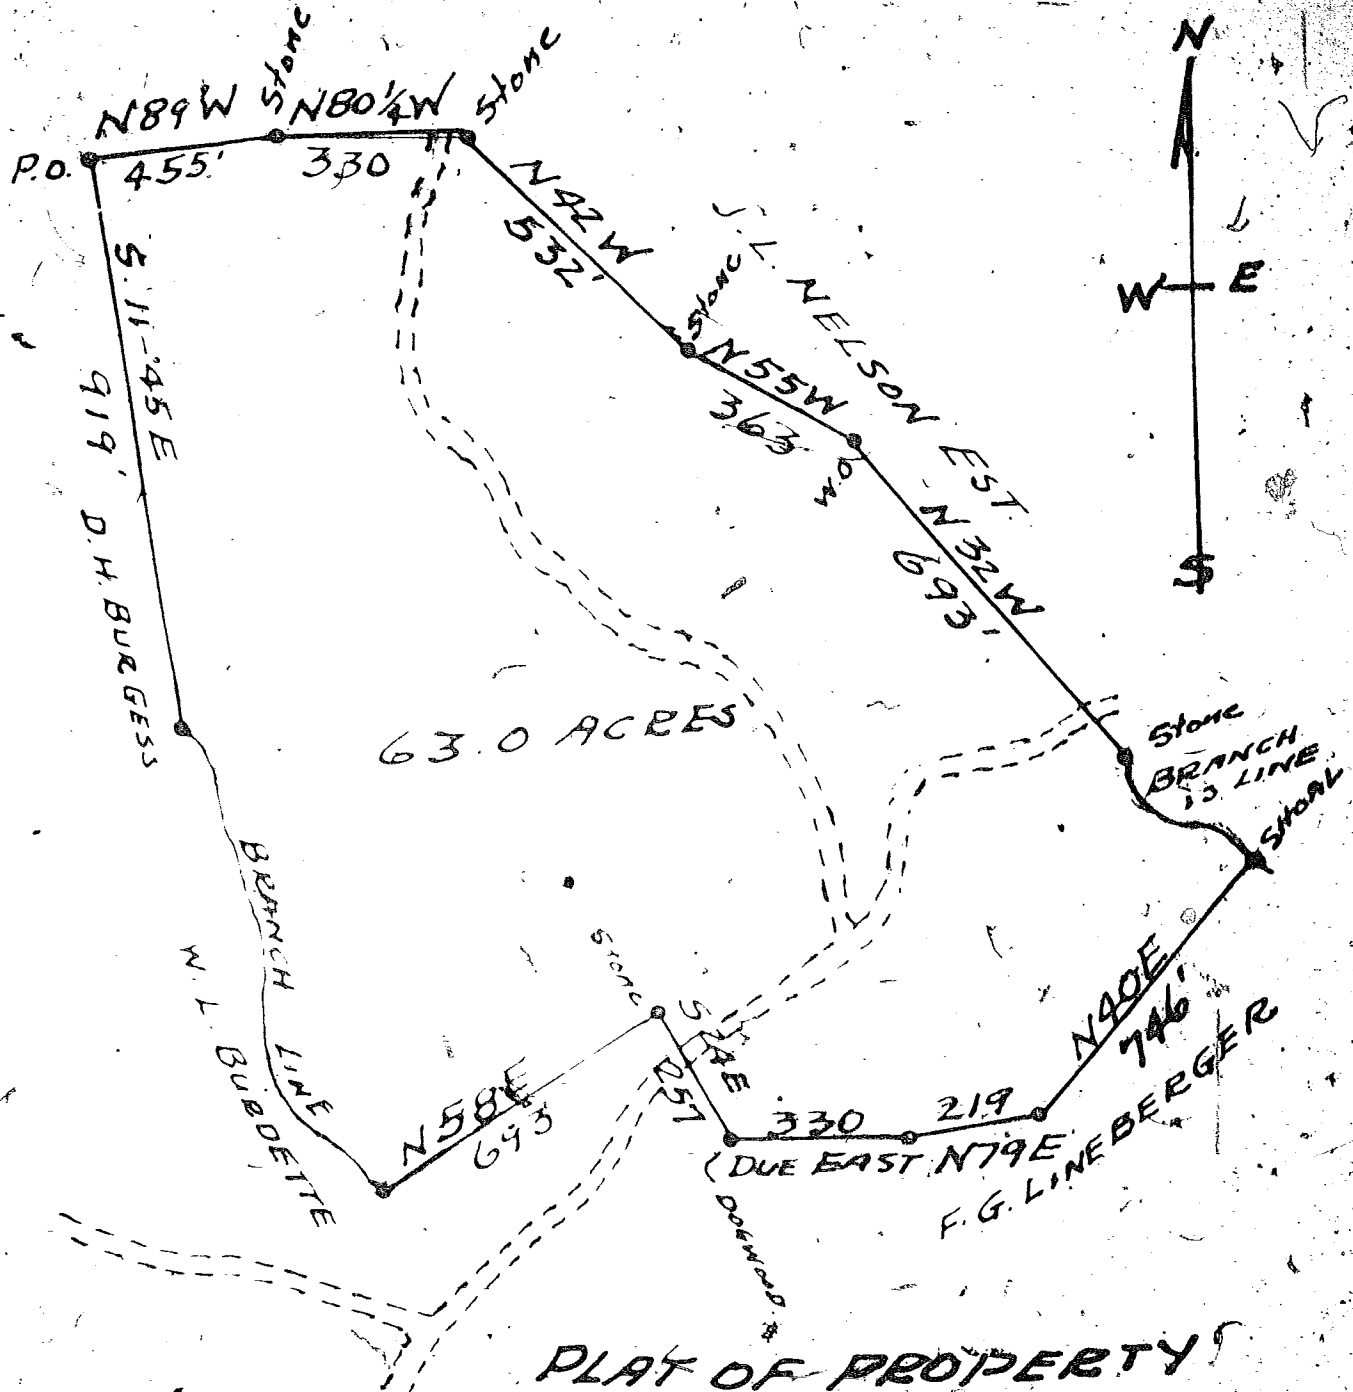 N
W E
S
Stone
Stone
N89W
N80¼W
P.O.
455'
330
N42W
532'
S. 11-'45 E
919' D.H. BURGESS
J. L. NELSON EST.
Stone
N55W
363
W.O
N32W
693'
63.0 ACRES
Stone
BRANCH
IS LINE
SHOAL
BRANCH LINE
W. L. BURDETTE
Stone
N58E
693
257
330
219
DUE EAST
N79E
N40E
746'
F. G. LINEBERGER
DOGWOOD
PLAT OF PROPERTY